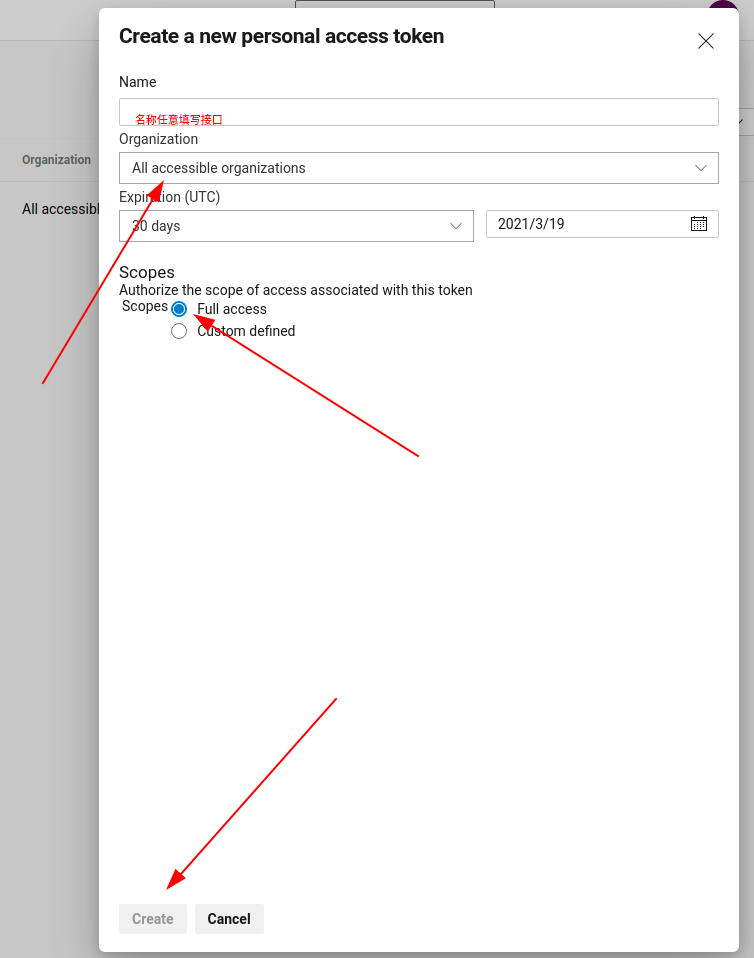 Create a new personal access token
Name
名称任意填写接口
Organization
All accessible organizations
Organization
Expiration (UTC)
All accessibl
30 days
2021/3/19
Scopes
Authorize the scope of access associated with this token
Scopes
Full access
Custom defined
Create
Cancel